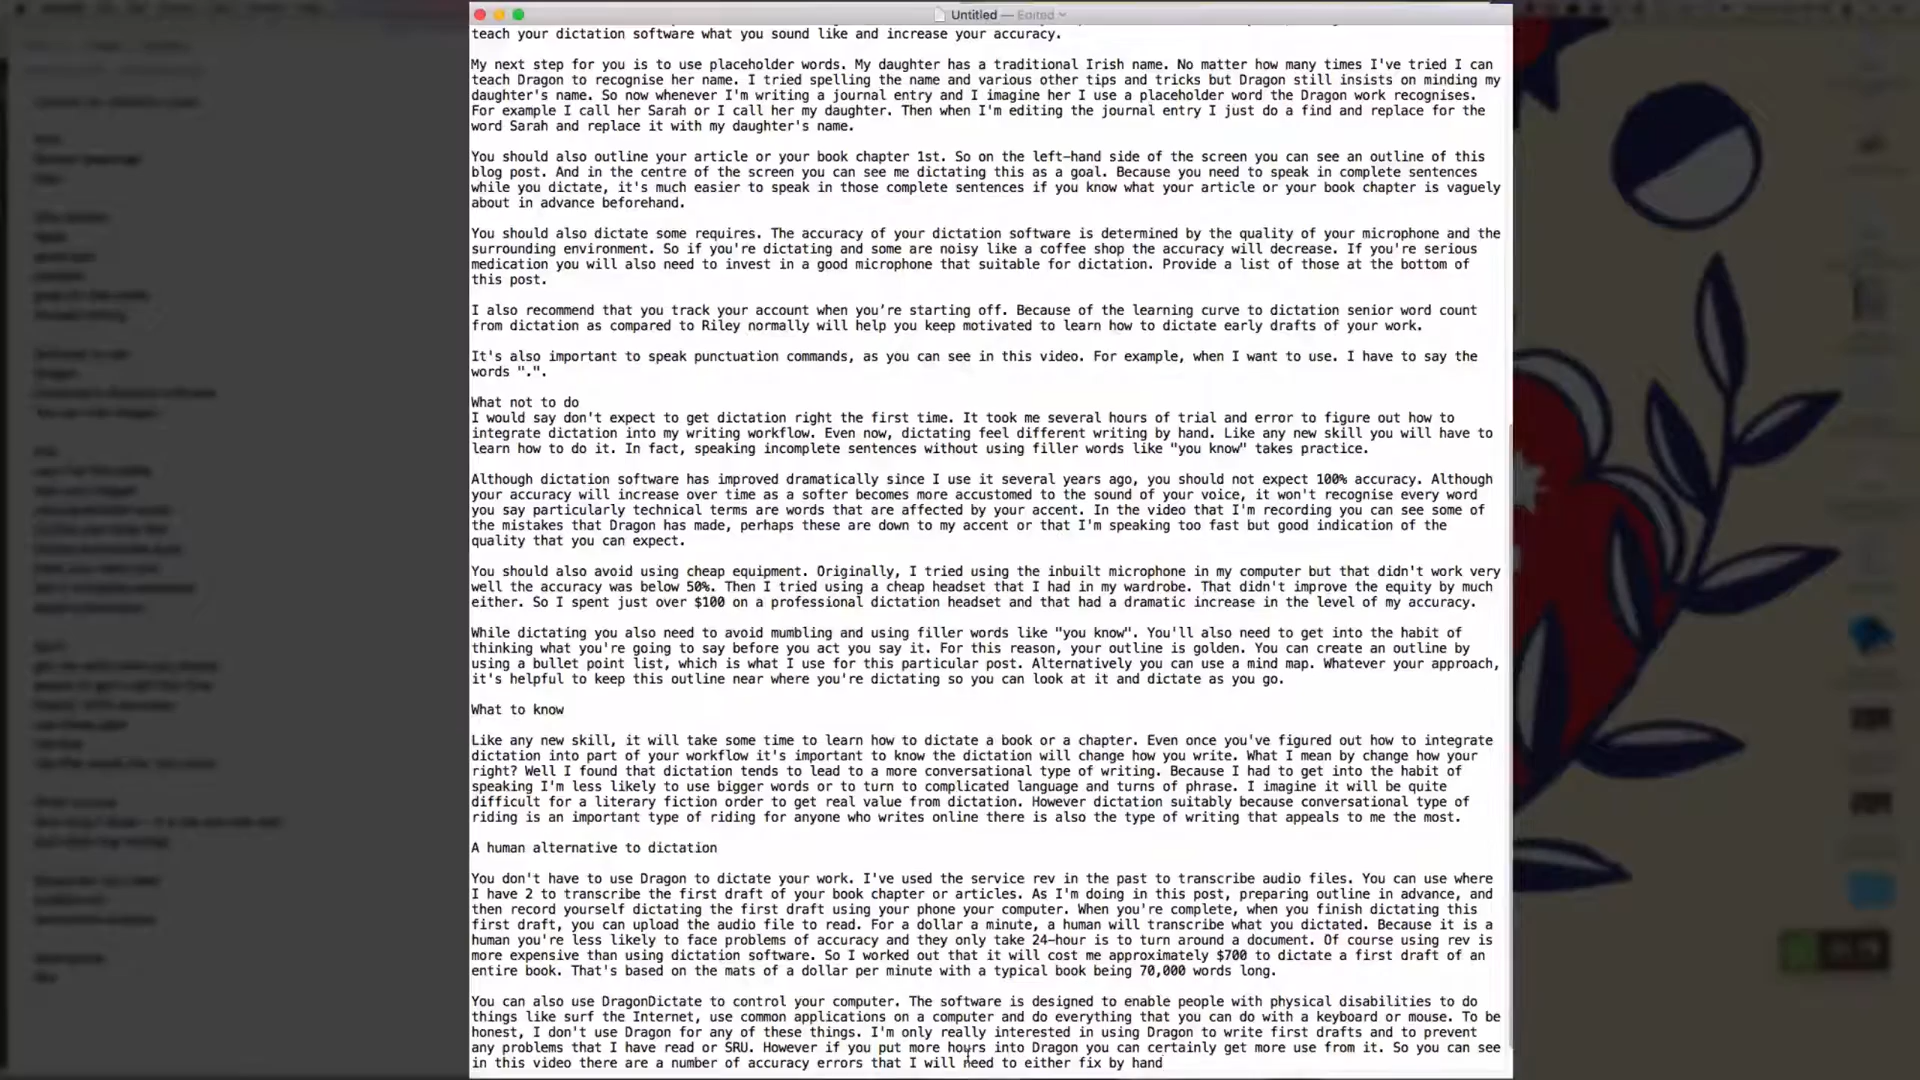 Untitled — Edited
teach your dictation software what you sound like and increase your accuracy.
My next step for you is to use placeholder words. My daughter has a traditional Irish name. No matter how many times I've tried I can
teach Dragon to recognise her name. I tried spelling the name and various other tips and tricks but Dragon still insists on minding my
daughter's name. So now whenever I'm writing a journal entry and I imagine her I use a placeholder word the Dragon work recognises.
For example I call her Sarah or I call her my daughter. Then when I'm editing the journal entry I just do a find and replace for the
word Sarah and replace it with my daughter's name.
You should also outline your article or your book chapter 1st. So on the left-hand side of the screen you can see an outline of this
blog post. And in the centre of the screen you can see me dictating this as a goal. Because you need to speak in complete sentences
while you dictate, it's much easier to speak in those complete sentences if you know what your article or your book chapter is vaguely
about in advance beforehand.
You should also dictate some requires. The accuracy of your dictation software is determined by the quality of your microphone and the
surrounding environment. So if you're dictating and some are noisy like a coffee shop the accuracy will decrease. If you're serious
medication you will also need to invest in a good microphone that suitable for dictation. Provide a list of those at the bottom of
this post.
I also recommend that you track your account when you’re starting off. Because of the learning curve to dictation senior word count
from dictation as compared to Riley normally will help you keep motivated to learn how to dictate early drafts of your work.
It's also important to speak punctuation commands, as you can see in this video. For example, when I want to use. I have to say the
words ".".
What not to do
I would say don't expect to get dictation right the first time. It took me several hours of trial and error to figure out how to
integrate dictation into my writing workflow. Even now, dictating feel different writing by hand. Like any new skill you will have to
learn how to do it. In fact, speaking incomplete sentences without using filler words like "you know" takes practice.
Although dictation software has improved dramatically since I use it several years ago, you should not expect 100% accuracy. Although
your accuracy will increase over time as a softer becomes more accustomed to the sound of your voice, it won't recognise every word
you say particularly technical terms are words that are affected by your accent. In the video that I'm recording you can see some of
the mistakes that Dragon has made, perhaps these are down to my accent or that I'm speaking too fast but good indication of the
quality that you can expect.
You should also avoid using cheap equipment. Originally, I tried using the inbuilt microphone in my computer but that didn't work very
well the accuracy was below 50%. Then I tried using a cheap headset that I had in my wardrobe. That didn't improve the equity by much
either. So I spent just over $100 on a professional dictation headset and that had a dramatic increase in the level of my accuracy.
While dictating you also need to avoid mumbling and using filler words like "you know". You'll also need to get into the habit of
thinking what you're going to say before you act you say it. For this reason, your outline is golden. You can create an outline by
using a bullet point list, which is what I use for this particular post. Alternatively you can use a mind map. Whatever your approach,
it's helpful to keep this outline near where you're dictating so you can look at it and dictate as you go.
What to know
Like any new skill, it will take some time to learn how to dictate a book or a chapter. Even once you've figured out how to integrate
dictation into part of your workflow it's important to know the dictation will change how you write. What I mean by change how your
right? Well I found that dictation tends to lead to a more conversational type of writing. Because I had to get into the habit of
speaking I'm less likely to use bigger words or to turn to complicated language and turns of phrase. I imagine it will be quite
difficult for a literary fiction order to get real value from dictation. However dictation suitably because conversational type of
riding is an important type of riding for anyone who writes online there is also the type of writing that appeals to me the most.
A human alternative to dictation
You don't have to use Dragon to dictate your work. I've used the service rev in the past to transcribe audio files. You can use where
I have 2 to transcribe the first draft of your book chapter or articles. As I'm doing in this post, preparing outline in advance, and
then record yourself dictating the first draft using your phone your computer. When you're complete, when you finish dictating this
first draft, you can upload the audio file to read. For a dollar a minute, a human will transcribe what you dictated. Because it is a
human you're less likely to face problems of accuracy and they only take 24-hour is to turn around a document. Of course using rev is
more expensive than using dictation software. So I worked out that it will cost me approximately $700 to dictate a first draft of an
entire book. That's based on the mats of a dollar per minute with a typical book being 70,000 words long.
You can also use DragonDictate to control your computer. The software is designed to enable people with physical disabilities to do
things like surf the Internet, use common applications on a computer and do everything that you can do with a keyboard or mouse. To be
honest, I don't use Dragon for any of these things. I'm only really interested in using Dragon to write first drafts and to prevent
any problems that I have read or SRU. However if you put more hours into Dragon you can certainly get more use from it. So you can see
in this video there are a number of accuracy errors that I will need to either fix by hand